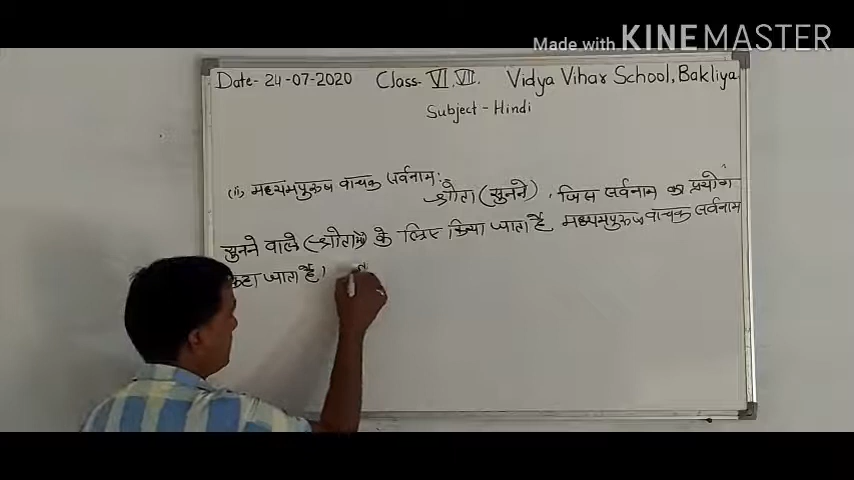 Made with KINEMASTER
Date- 24-07-2020 Class- VI, VII. Vidya Vihar School, Bakliya
Subject - Hindi
(ii) मध्यमपुरुष वाचक सर्वनाम:
श्रोता (सुनने) , जिस सर्वनाम का प्रयोग
सुनने वाले (श्रोता) के लिए किया जाता है मध्यमपुरुष वाचक सर्वनाम
कहा जाता है।